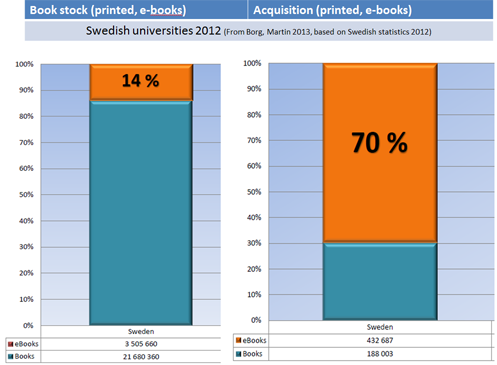 Book stock (printed, e-books)
Acquisition (printed, e-books)
Swedish universities 2012 (From Borg, Martin 2013, based on Swedish statistics 2012)
100%
90%
80%
70%
60%
50%
40%
30%
20%
10%
0%
14 %
Sweden
eBooks 3 505 660
Books 21 680 360
100%
90%
80%
70%
60%
50%
40%
30%
20%
10%
0%
70 %
Sweden
eBooks 432 687
Books 188 003